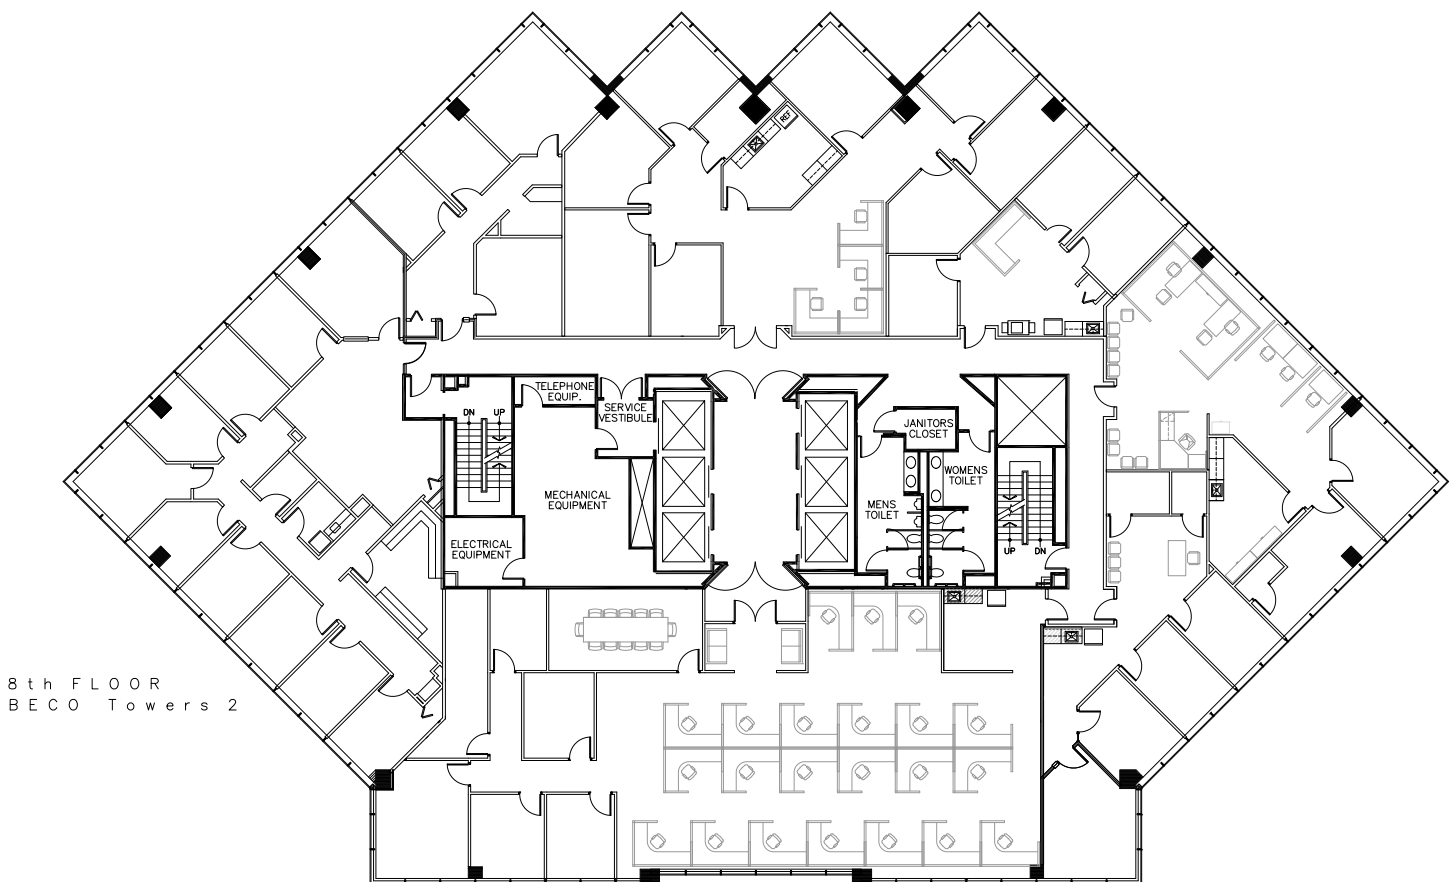 REF
TELEPHONE
EQUIP.
SERVICE
VESTIBULE
DN UP
JANITORS
CLOSET
WOMENS
TOILET
MECHANICAL
EQUIPMENT
MENS
TOILET
ELECTRICAL
EQUIPMENT
UP DN
8th FLOOR
BECO Towers 2